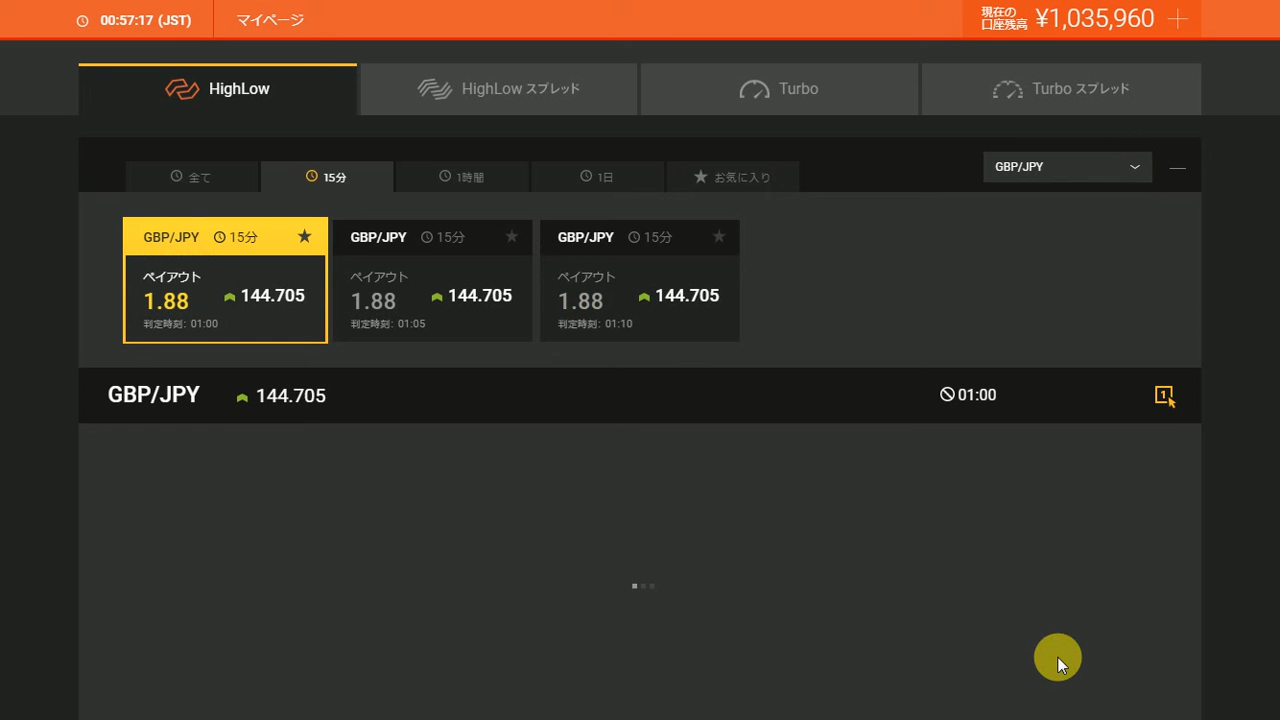 00:57:17 (JST)
マイページ
現在の
口座残高
¥1,035,960
HighLow
HighLow スプレッド
Turbo
Turbo スプレッド
全て
15分
1時間
1日
お気に入り
GBP/JPY
GBP/JPY 15分
ペイアウト
1.88 144.705
判定時刻: 01:00
GBP/JPY 15分
ペイアウト
1.88 144.705
判定時刻: 01:05
GBP/JPY 15分
ペイアウト
1.88 144.705
判定時刻: 01:10
GBP/JPY 144.705
01:00
1